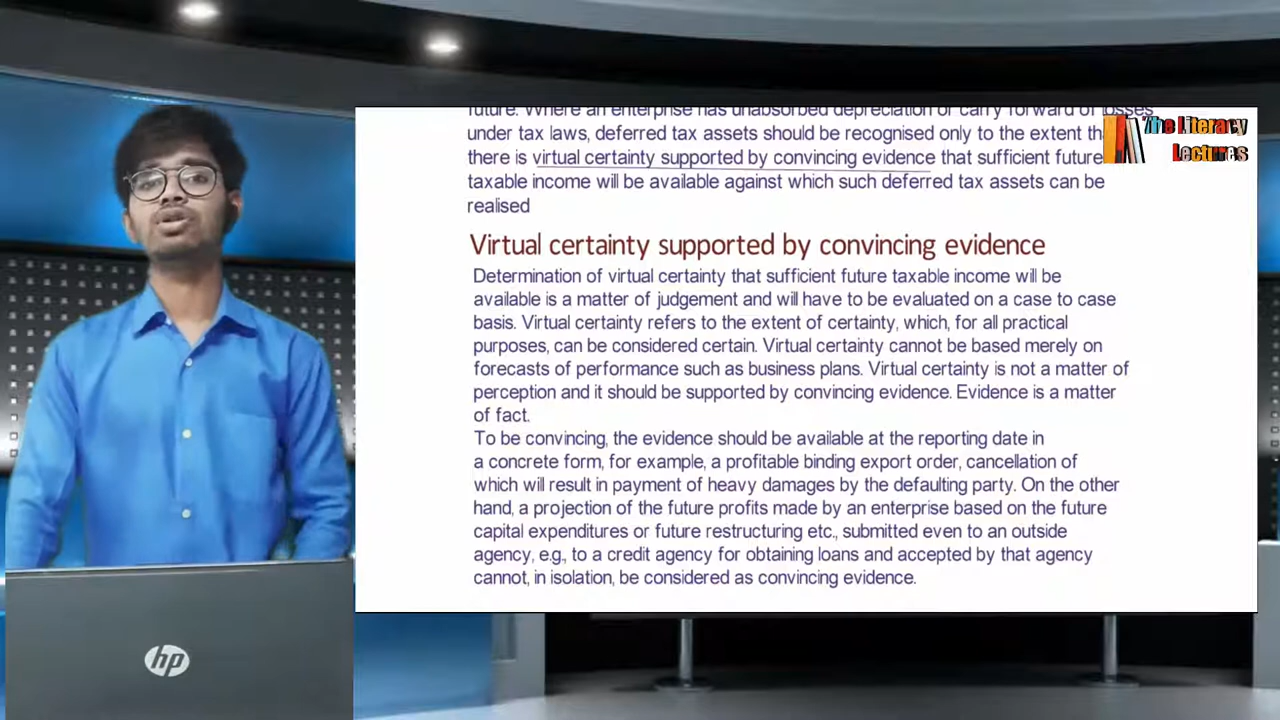 future. Where an enterprise has unabsorbed depreciation or carry forward of losses
under tax laws, deferred tax assets should be recognised only to the extent th
there is virtual certainty supported by convincing evidence that sufficient future
taxable income will be available against which such deferred tax assets can be
realised
The Literacy
Lectures
Virtual certainty supported by convincing evidence
Determination of virtual certainty that sufficient future taxable income will be
available is a matter of judgement and will have to be evaluated on a case to case
basis. Virtual certainty refers to the extent of certainty, which, for all practical
purposes, can be considered certain. Virtual certainty cannot be based merely on
forecasts of performance such as business plans. Virtual certainty is not a matter of
perception and it should be supported by convincing evidence. Evidence is a matter
of fact.
To be convincing, the evidence should be available at the reporting date in
a concrete form, for example, a profitable binding export order, cancellation of
which will result in payment of heavy damages by the defaulting party. On the other
hand, a projection of the future profits made by an enterprise based on the future
capital expenditures or future restructuring etc., submitted even to an outside
agency, e.g., to a credit agency for obtaining loans and accepted by that agency
cannot, in isolation, be considered as convincing evidence.
hp